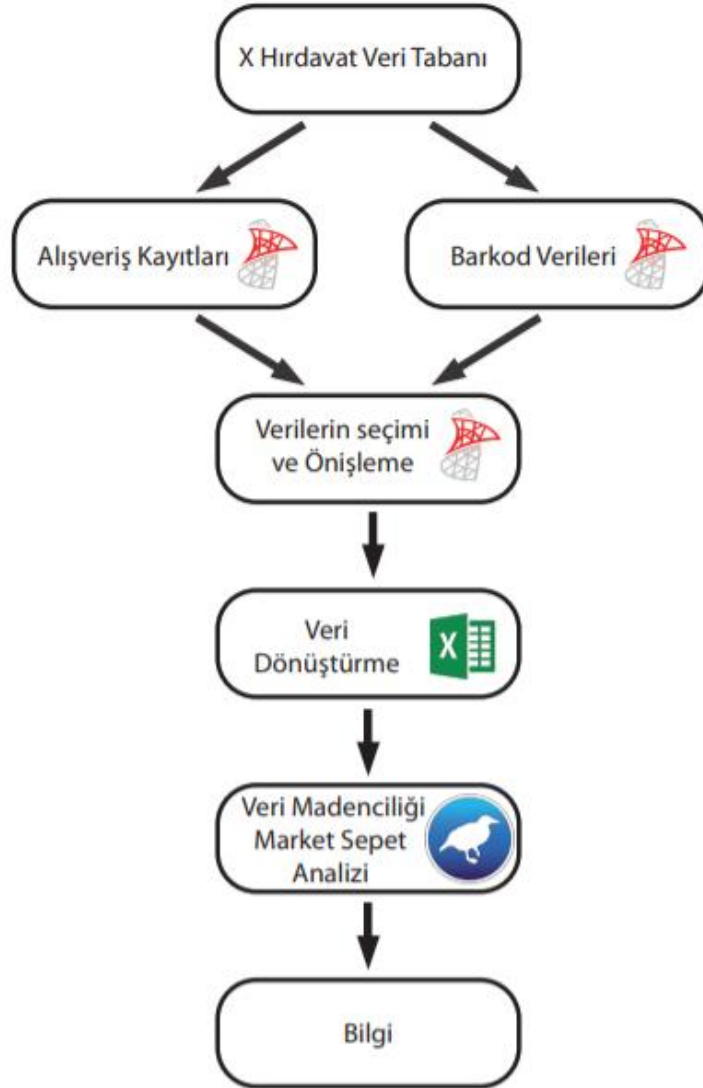 X Hırdavat Veri Tabanı
Alışveriş Kayıtları
Barkod Verileri
Verilerin seçimi
ve Önişleme
Veri
Dönüştürme
X
Veri Madenciliği
Market Sepet
Analizi
Bilgi